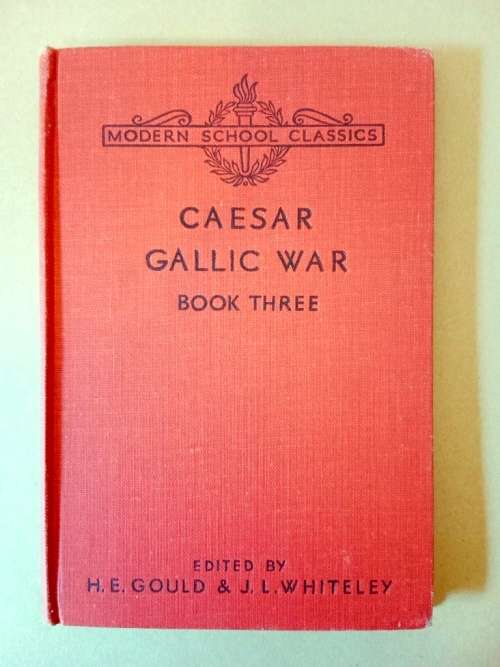 MODERN SCHOOL CLASSICS
CAESAR
GALLIC WAR
BOOK THREE
EDITED BY
H. E. GOULD & J. L. WHITELEY